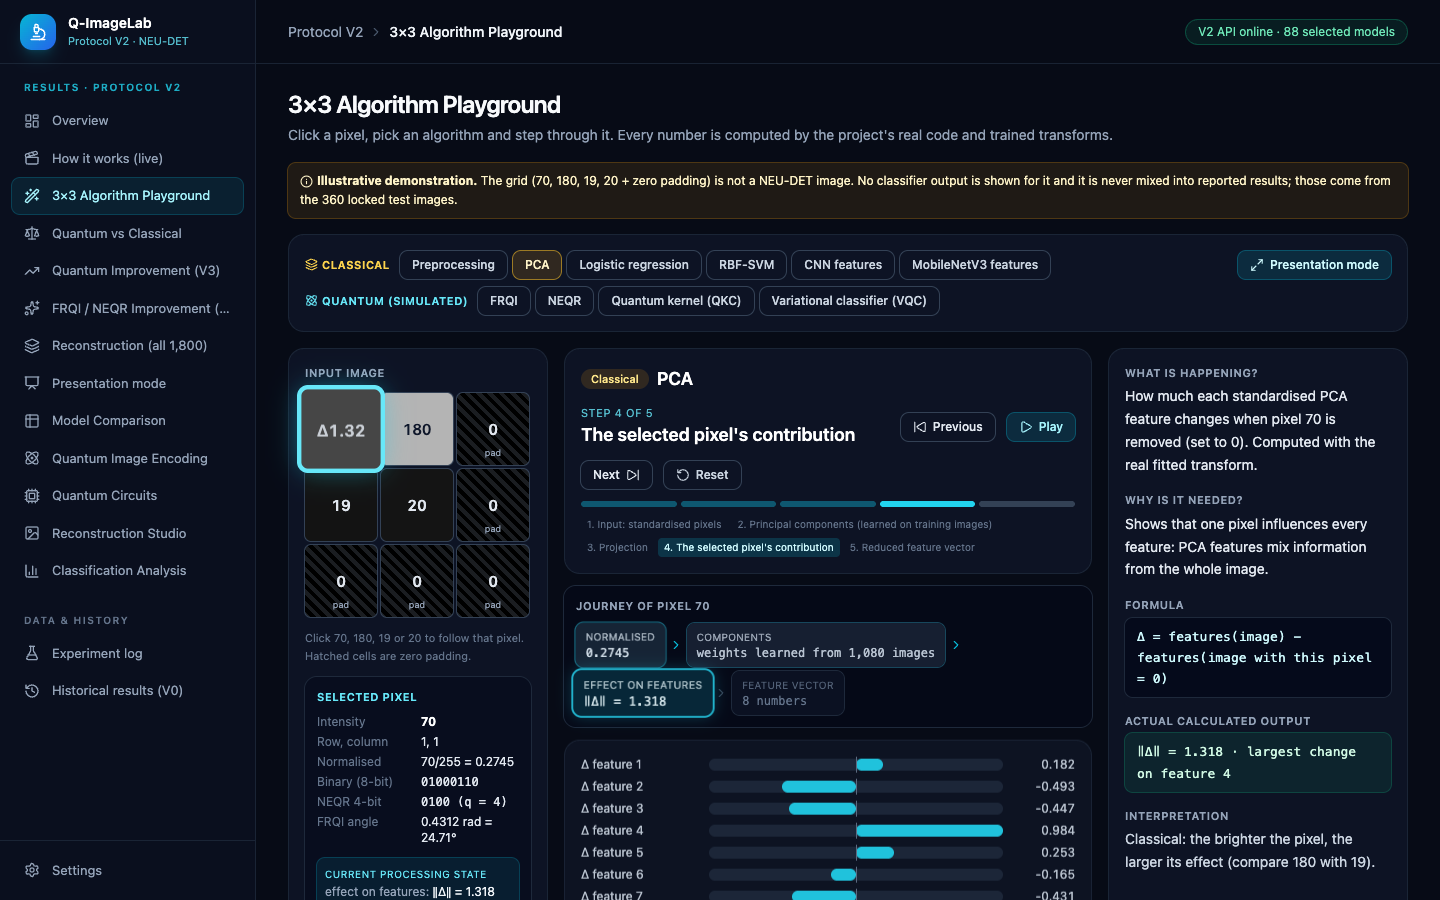 Q-ImageLab
Protocol V2 · NEU-DET
RESULTS · PROTOCOL V2
Overview
How it works (live)
3×3 Algorithm Playground
Quantum vs Classical
Quantum Improvement (V3)
FRQI / NEQR Improvement (...
Reconstruction (all 1,800)
Presentation mode
Model Comparison
Quantum Image Encoding
Quantum Circuits
Reconstruction Studio
Classification Analysis
DATA & HISTORY
Experiment log
Historical results (V0)
Settings
Protocol V2 > 3×3 Algorithm Playground
V2 API online · 88 selected models
3×3 Algorithm Playground
Click a pixel, pick an algorithm and step through it. Every number is computed by the project's real code and trained transforms.
Illustrative demonstration. The grid (70, 180, 19, 20 + zero padding) is not a NEU-DET image. No classifier output is shown for it and it is never mixed into reported results; those come from
the 360 locked test images.
CLASSICAL Preprocessing PCA Logistic regression RBF-SVM CNN features MobileNetV3 features
Presentation mode
QUANTUM (SIMULATED) FRQI NEQR Quantum kernel (QKC) Variational classifier (VQC)
INPUT IMAGE
Δ1.32 180 0
pad
19 20 0
pad
0 0 0
pad pad pad
Click 70, 180, 19 or 20 to follow that pixel.
Hatched cells are zero padding.
SELECTED PIXEL
Intensity 70
Row, column 1, 1
Normalised 70/255 = 0.2745
Binary (8-bit) 01000110
NEQR 4-bit 0100 (q = 4)
FRQI angle 0.4312 rad =
24.71°
CURRENT PROCESSING STATE
effect on features: ‖Δ‖ = 1.318
Classical PCA
STEP 4 OF 5
The selected pixel's contribution
Previous
Play
Next
Reset
1. Input: standardised pixels 2. Principal components (learned on training images)
3. Projection 4. The selected pixel's contribution 5. Reduced feature vector
JOURNEY OF PIXEL 70
NORMALISED
0.2745
COMPONENTS
weights learned from 1,080 images
EFFECT ON FEATURES
‖Δ‖ = 1.318
FEATURE VECTOR
8 numbers
Δ feature 1 0.182
Δ feature 2 -0.493
Δ feature 3 -0.447
Δ feature 4 0.984
Δ feature 5 0.253
Δ feature 6 -0.165
Δ feature 7 -0.431
WHAT IS HAPPENING?
How much each standardised PCA
feature changes when pixel 70 is
removed (set to 0). Computed with the
real fitted transform.
WHY IS IT NEEDED?
Shows that one pixel influences every
feature: PCA features mix information
from the whole image.
FORMULA
Δ = features(image) −
features(image with this pixel
= 0)
ACTUAL CALCULATED OUTPUT
‖Δ‖ = 1.318 · largest change
on feature 4
INTERPRETATION
Classical: the brighter the pixel, the
larger its effect (compare 180 with 19).